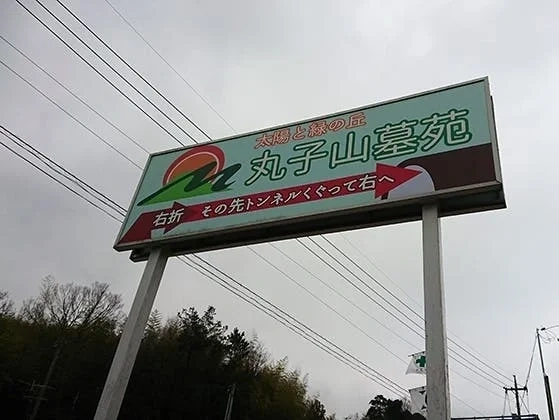 太陽と緑の丘
丸子山墓苑
右折 その先トンネルくぐって右へ